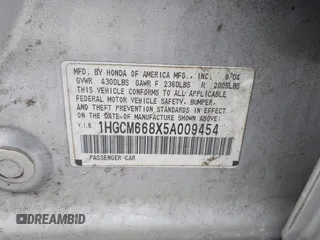 MFD. BY HONDA OF AMERICA MFG., INC. 9/04
GVWR 4300LBS GAWR F 2360LBS R 2005LBS
THIS VEHICLE CONFORMS TO ALL APPLICABLE
FEDERAL MOTOR VEHICLE SAFETY, BUMPER,
AND THEFT PREVENTION STANDARDS IN EFFECT
ON THE DATE OF MANUFACTURE SHOWN ABOVE.
V.I.N. 1HGCM668X5A009454
PASSENGER CAR
DREAMBID